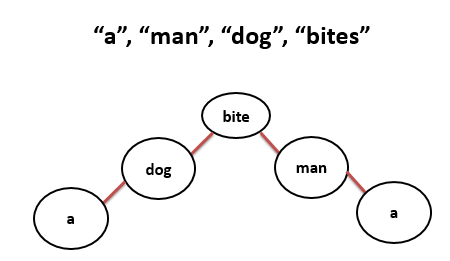 “a”, “man”, “dog”, “bites”
bite
dog
man
a
a